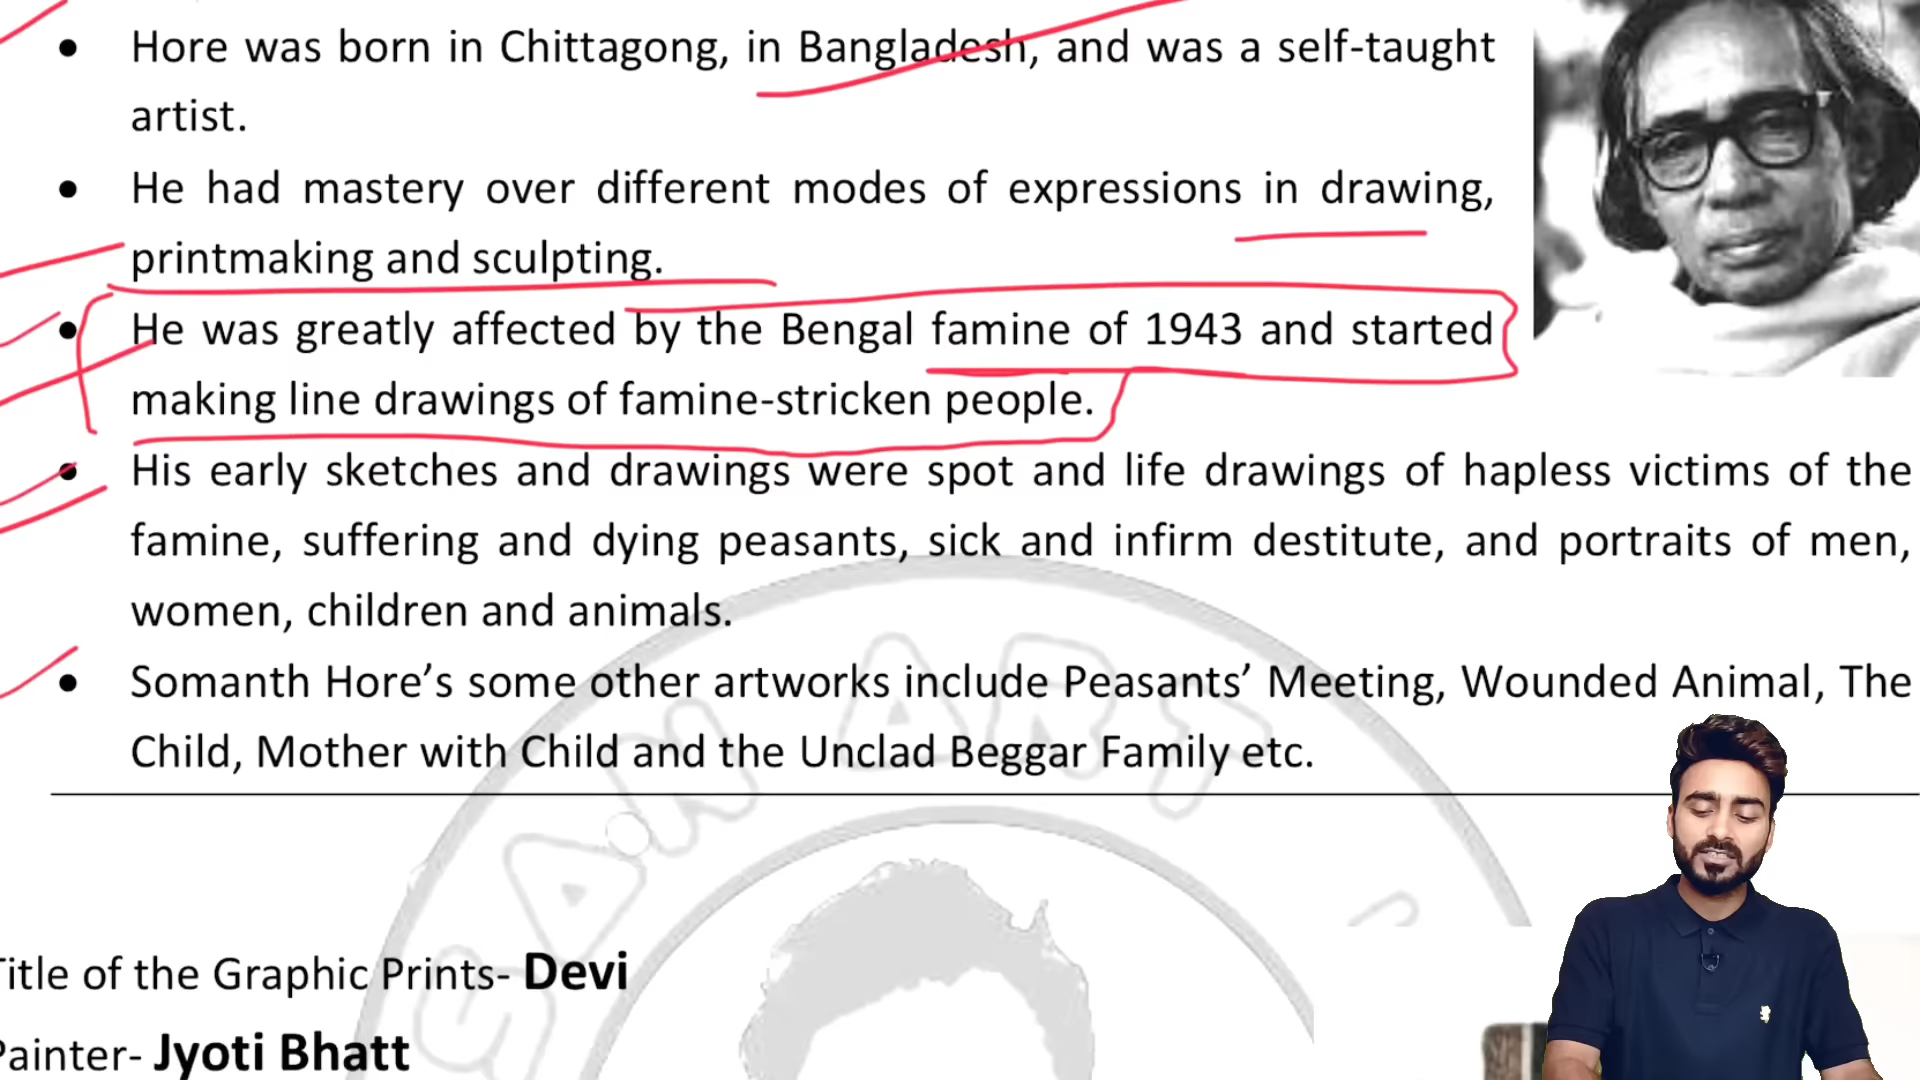 Hore was born in Chittagong, in Bangladesh, and was a self-taught
artist.
He had mastery over different modes of expressions in drawing,
printmaking and sculpting.
He was greatly affected by the Bengal famine of 1943 and started
making line drawings of famine-stricken people.
His early sketches and drawings were spot and life drawings of hapless victims of the
famine, suffering and dying peasants, sick and infirm destitute, and portraits of men,
women, children and animals.
Somanth Hore’s some other artworks include Peasants’ Meeting, Wounded Animal, The
Child, Mother with Child and the Unclad Beggar Family etc.
Title of the Graphic Prints- Devi
Painter- Jyoti Bhatt
SAN ART